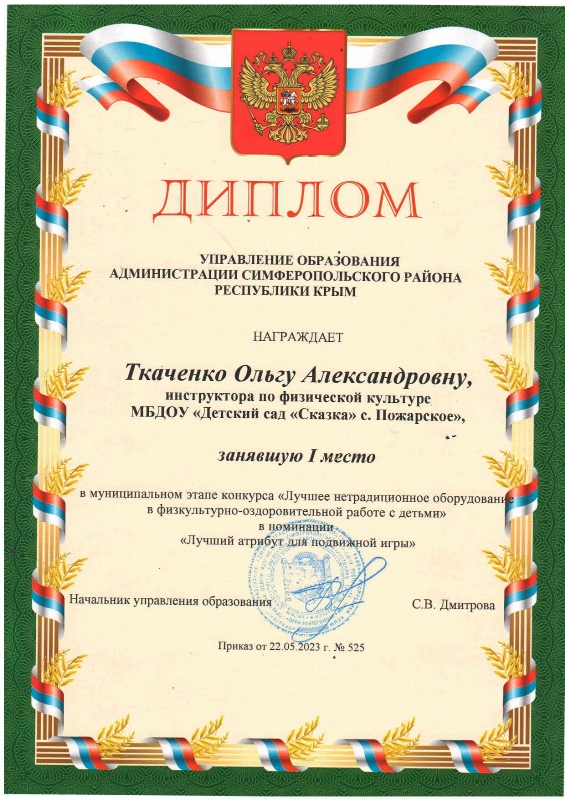 ДИПЛОМ
УПРАВЛЕНИЕ ОБРАЗОВАНИЯ
АДМИНИСТРАЦИИ СИМФЕРОПОЛЬСКОГО РАЙОНА
РЕСПУБЛИКИ КРЫМ
НАГРАЖДАЕТ
Ткаченко Ольгу Александровну,
инструктора по физической культуре
МБДОУ «Детский сад «Сказка» с. Пожарское»,
занявшую I место
в муниципальном этапе конкурса «Лучшее нетрадиционное оборудование
в физкультурно-оздоровительной работе с детьми»
в номинации
«Лучший атрибут для подвижной игры»
Начальник управления образования
С.В. Дмитрова
Приказ от 22.05.2023 г. № 525